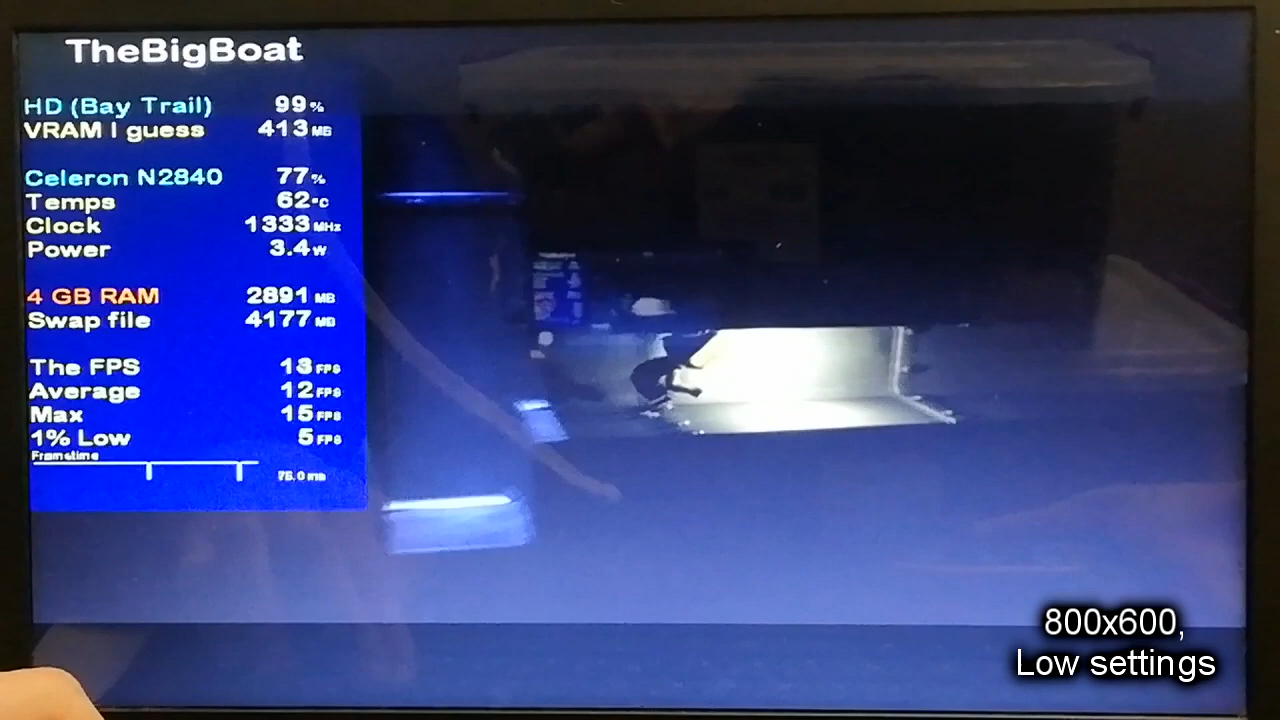 TheBigBoat
HD (Bay Trail) 99 %
VRAM I guess 413 MB
Celeron N2840 77 %
Temps 62 °C
Clock 1333 MHz
Power 3.4 W
4 GB RAM 2891 MB
Swap file 4177 MB
The FPS 13 FPS
Average 12 FPS
Max 15 FPS
1% Low 5 FPS
Frametime
75.0 ms
800x600,
Low settings